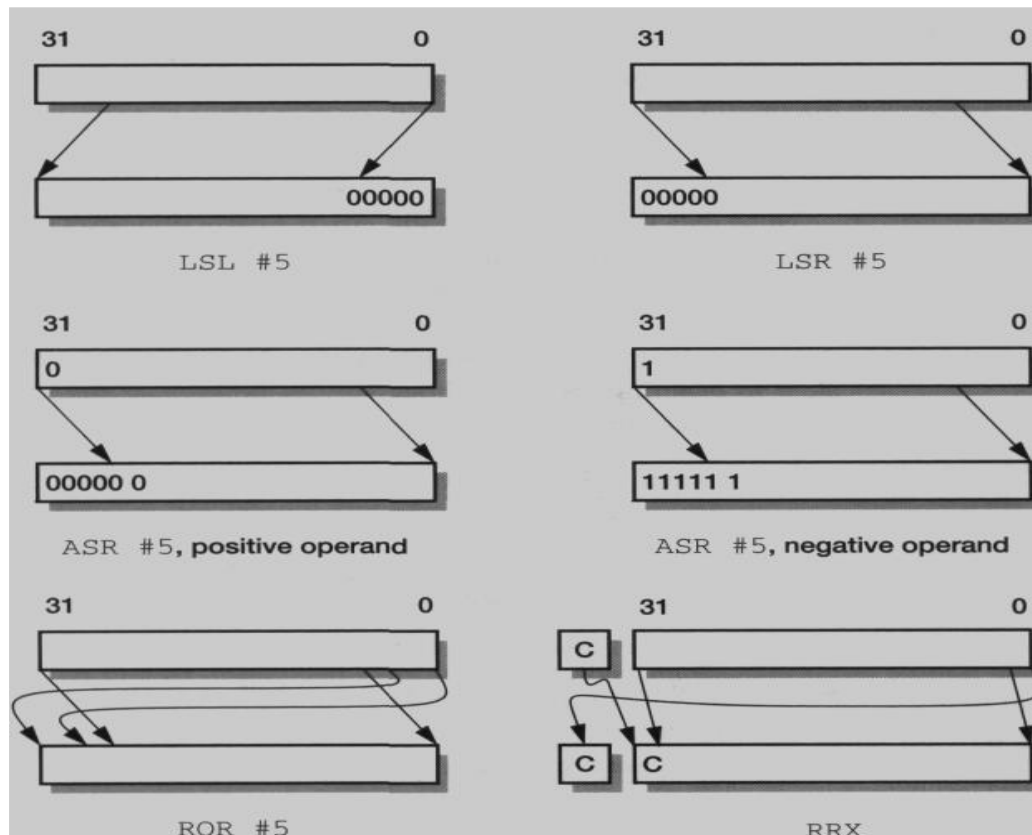 31 0
31 0
00000
00000
LSL #5
LSR #5
31 0
31 0
0
1
00000 0
11111 1
ASR #5, positive operand
ASR #5, negative operand
31 0
31 0
C
C
C
ROR #5
RRX